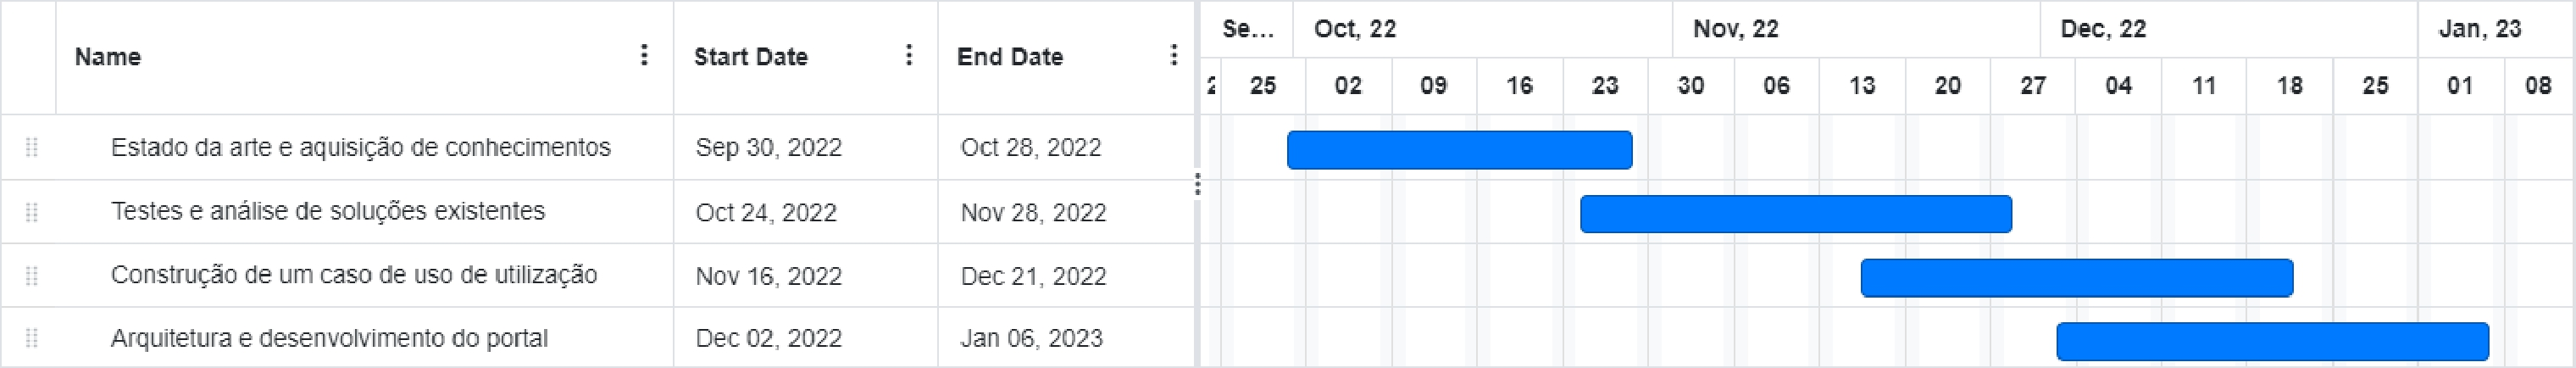 Name Start Date End Date Se... Oct, 22 Nov, 22 Dec, 22 Jan, 23
25 02 09 16 23 30 06 13 20 27 04 11 18 25 01 08
Estado da arte e aquisição de conhecimentos Sep 30, 2022 Oct 28, 2022
Testes e análise de soluções existentes Oct 24, 2022 Nov 28, 2022
Construção de um caso de uso de utilização Nov 16, 2022 Dec 21, 2022
Arquitetura e desenvolvimento do portal Dec 02, 2022 Jan 06, 2023